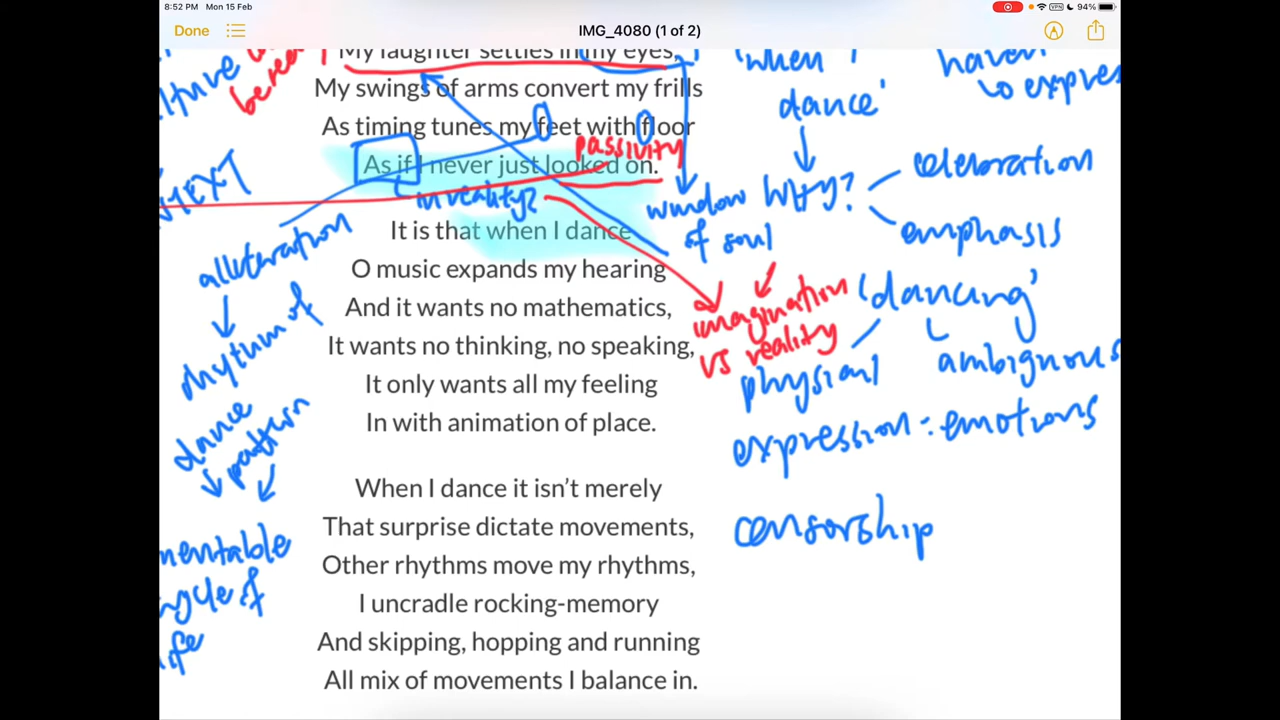 8:52 PM Mon 15 Feb
VPN 94%
Done
IMG_4080 (1 of 2)
My laughter settles in my eyes,
My swings of arms convert my frills
As timing tunes my feet with floor
As if I never just looked on.
It is that when I dance
O music expands my hearing
And it wants no mathematics,
It wants no thinking, no speaking,
It only wants all my feeling
In with animation of place.
When I dance it isn't merely
That surprise dictate movements,
Other rhythms move my rhythms,
I uncradle rocking-memory
And skipping, hopping and running
All mix of movements I balance in.
alliteration
rhythm of
dance
pattern
mentable
life
passivity
in reality?
window
of soul
imagination
vs reality
'when I
dance'
WHY?
celebration
emphasis
'dancing'
physical
ambiguous
expression: emotions
censorship
haven
to expres